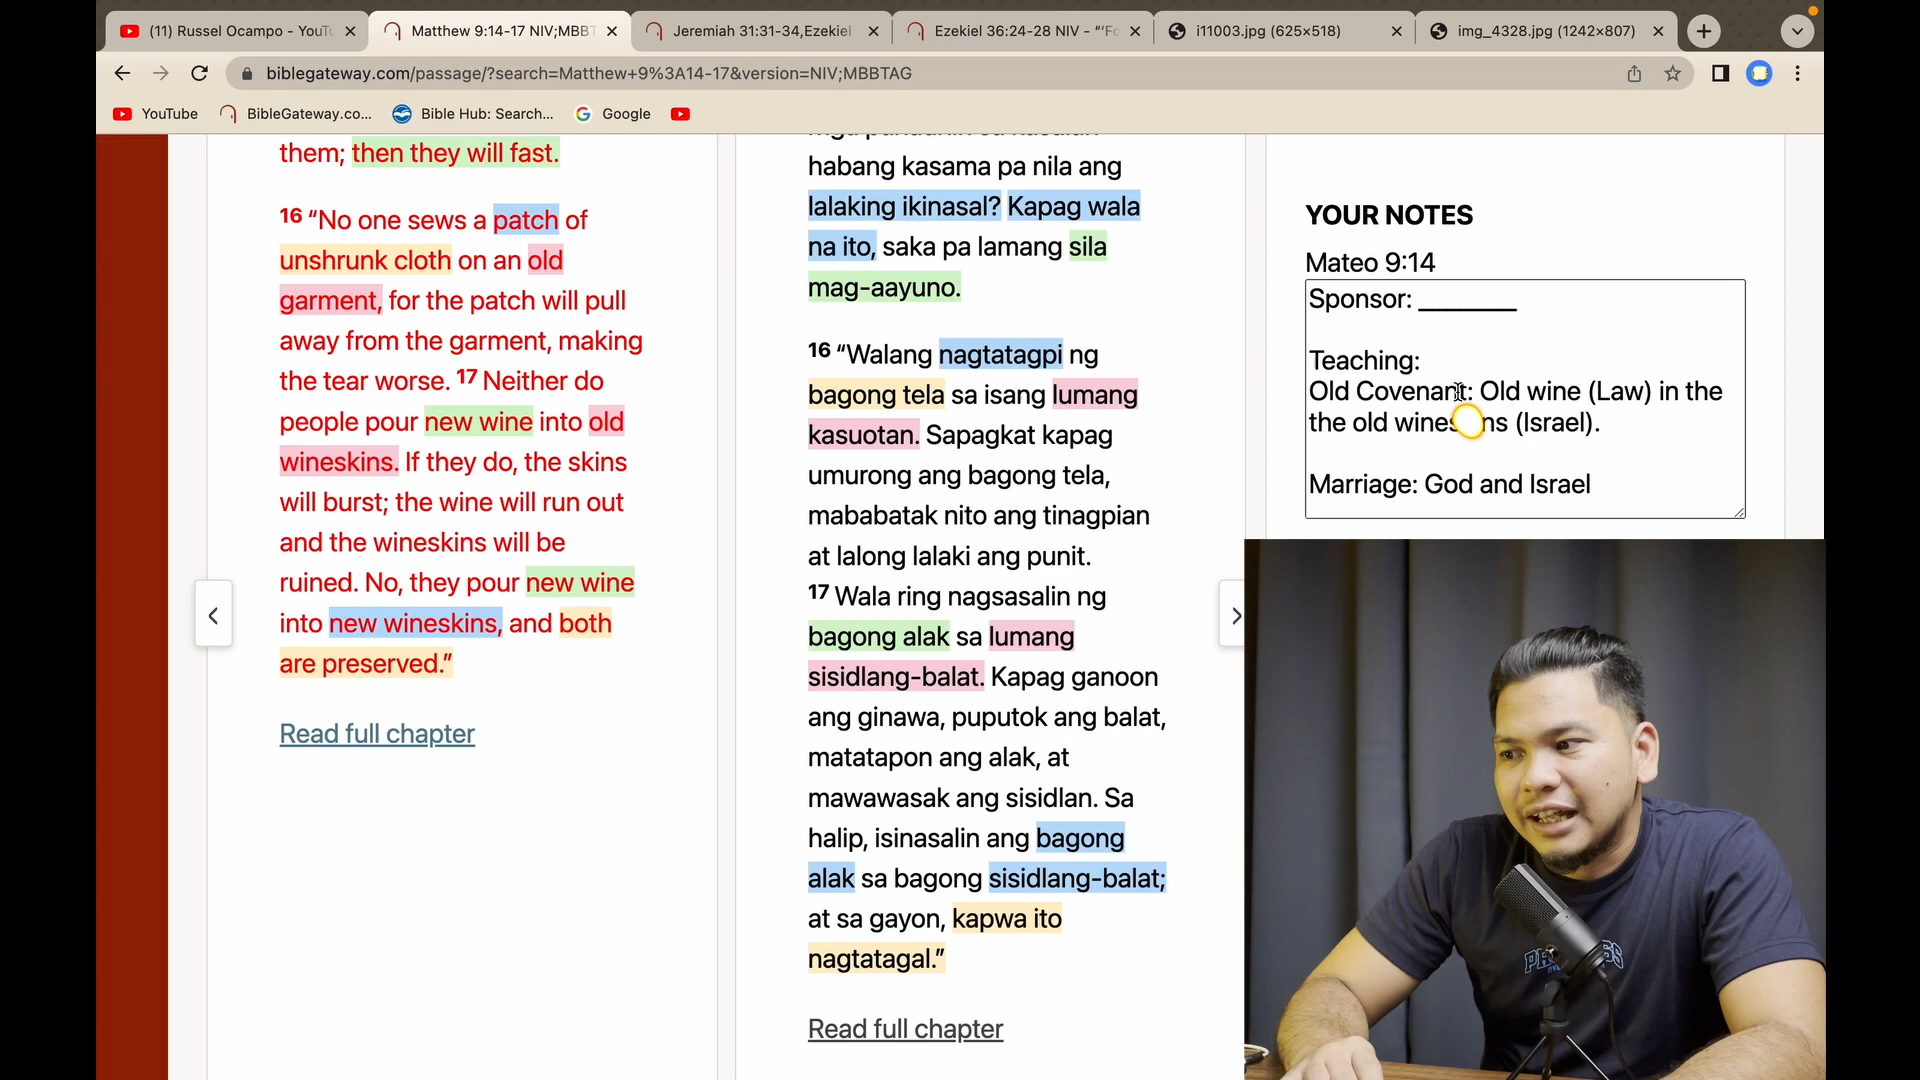 (11) Russel Ocampo - YouTu
Matthew 9:14-17 NIV;MBBT
Jeremiah 31:31-34,Ezekiel
Ezekiel 36:24-28 NIV - “‘Fo
i11003.jpg (625×518)
img_4328.jpg (1242×807)
biblegateway.com/passage/?search=Matthew+9%3A14-17&version=NIV;MBBTAG
YouTube
BibleGateway.co...
Bible Hub: Search...
Google
them; then they will fast.
16 “No one sews a patch of
unshrunk cloth on an old
garment, for the patch will pull
away from the garment, making
the tear worse. 17 Neither do
people pour new wine into old
wineskins. If they do, the skins
will burst; the wine will run out
and the wineskins will be
ruined. No, they pour new wine
into new wineskins, and both
are preserved.”
Read full chapter
habang kasama pa nila ang
lalaking ikinasal? Kapag wala
na ito, saka pa lamang sila
mag-aayuno.
16 “Walang nagtatagpi ng
bagong tela sa isang lumang
kasuotan. Sapagkat kapag
umurong ang bagong tela,
mababatak nito ang tinagpian
at lalong lalaki ang punit.
17 Wala ring nagsasalin ng
bagong alak sa lumang
sisidlang-balat. Kapag ganoon
ang ginawa, puputok ang balat,
matatapon ang alak, at
mawawasak ang sisidlan. Sa
halip, isinasalin ang bagong
alak sa bagong sisidlang-balat;
at sa gayon, kapwa ito
nagtatagal.”
Read full chapter
YOUR NOTES
Mateo 9:14
Sponsor: ________
Teaching:
Old Covenant: Old wine (Law) in the
the old wineskins (Israel).
Marriage: God and Israel